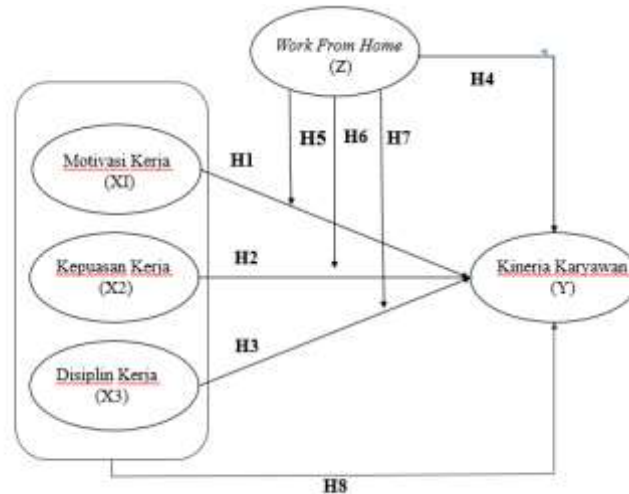 Work From Home
(Z)
H4
H5
H6
H7
Motivasi Kerja
(XI)
H1
Kepuasan Kerja
(X2)
H2
Kinerja Karyawan
(Y)
H3
Disiplin Kerja
(X3)
H8